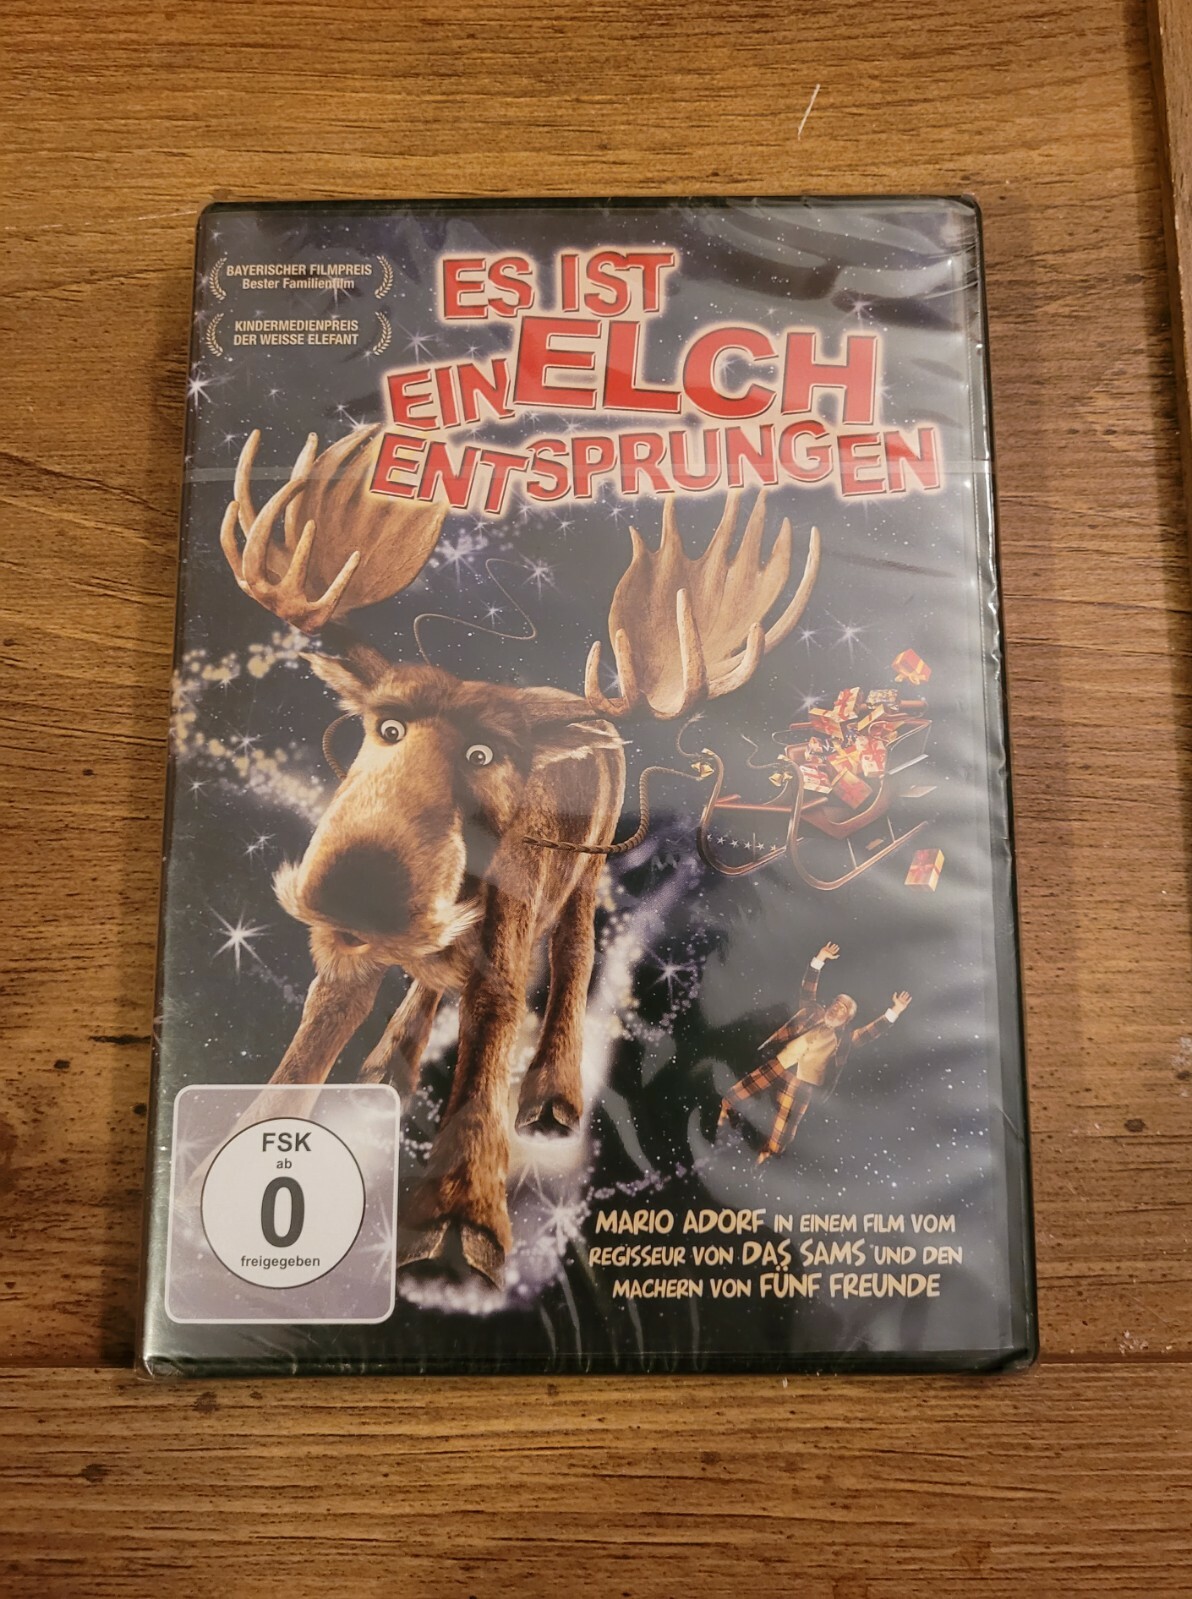 BAYERISCHER FILMPREIS
Bester Familienfilm
KINDERMEDIENPREIS
DER WEISSE ELEFANT
ES IST
EIN ELCH
ENTSPRUNGEN
FSK
ab
0
freigegeben
MARIO ADORF IN EINEM FILM VOM
REGISSEUR VON DAS SAMS UND DEN
MACHERN VON FÜNF FREUNDE